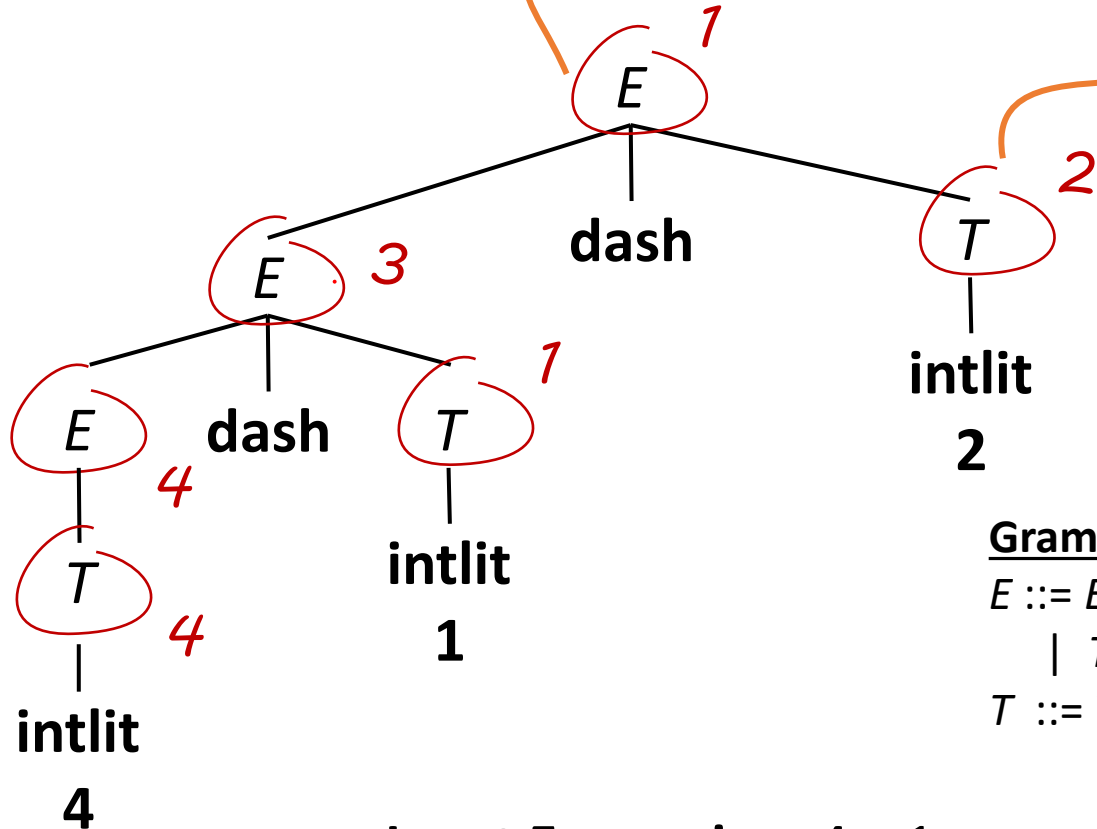 E 1
dash
T 2
E 3
intlit
2
E 4
dash
T 1
T 4
intlit
1
intlit
4
Gram
E ::= E
| T
T ::=